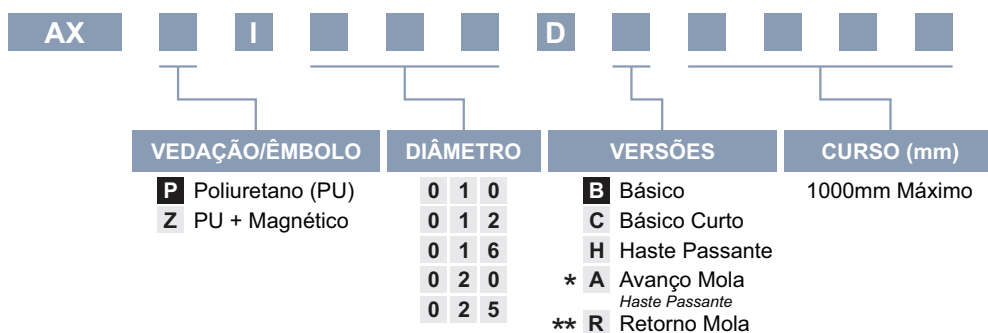 AX I D
VEDAÇÃO/ÊMBOLO DIÂMETRO VERSÕES CURSO (mm)
P Poliuretano (PU) 0 1 0 B Básico 1000mm Máximo
Z PU + Magnético 0 1 2 C Básico Curto
0 1 6 H Haste Passante
0 2 0 * A Avanço Mola
Haste Passante
0 2 5 ** R Retorno Mola